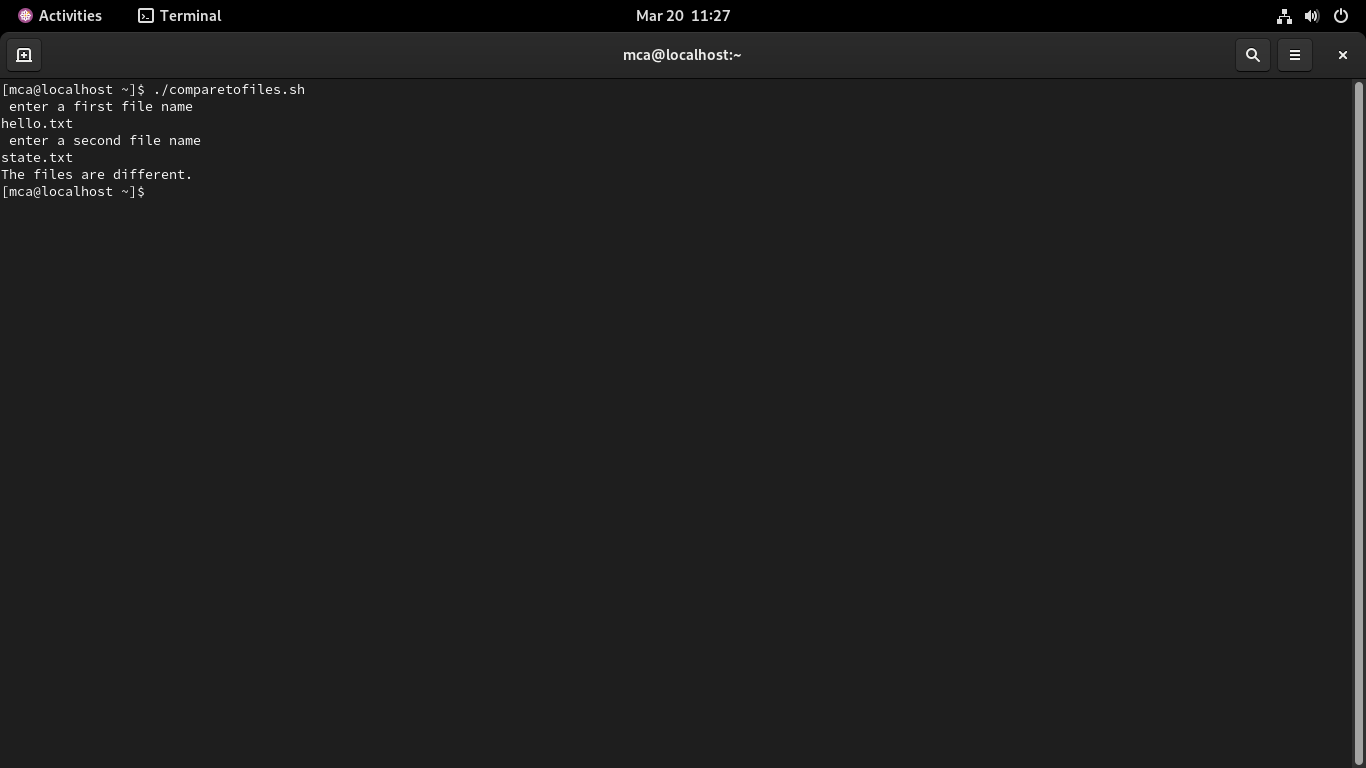 Activities Terminal Mar 20 11:27
mca@localhost:~
[mca@localhost ~]$ ./comparetofiles.sh
 enter a first file name
hello.txt
 enter a second file name
state.txt
The files are different.
[mca@localhost ~]$